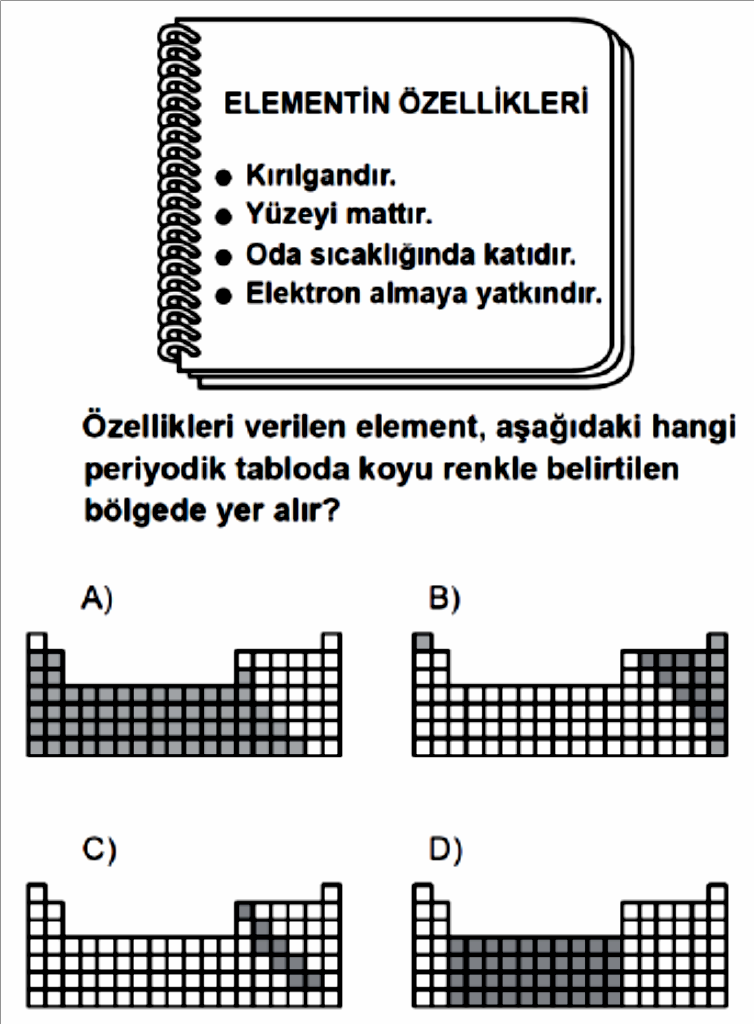 ELEMENTİN ÖZELLİKLERİ
● Kırılgandır.
● Yüzeyi mattır.
● Oda sıcaklığında katıdır.
● Elektron almaya yatkındır.
Özellikleri verilen element, aşağıdaki hangi
periyodik tabloda koyu renkle belirtilen
bölgede yer alır?
A)
B)
C)
D)